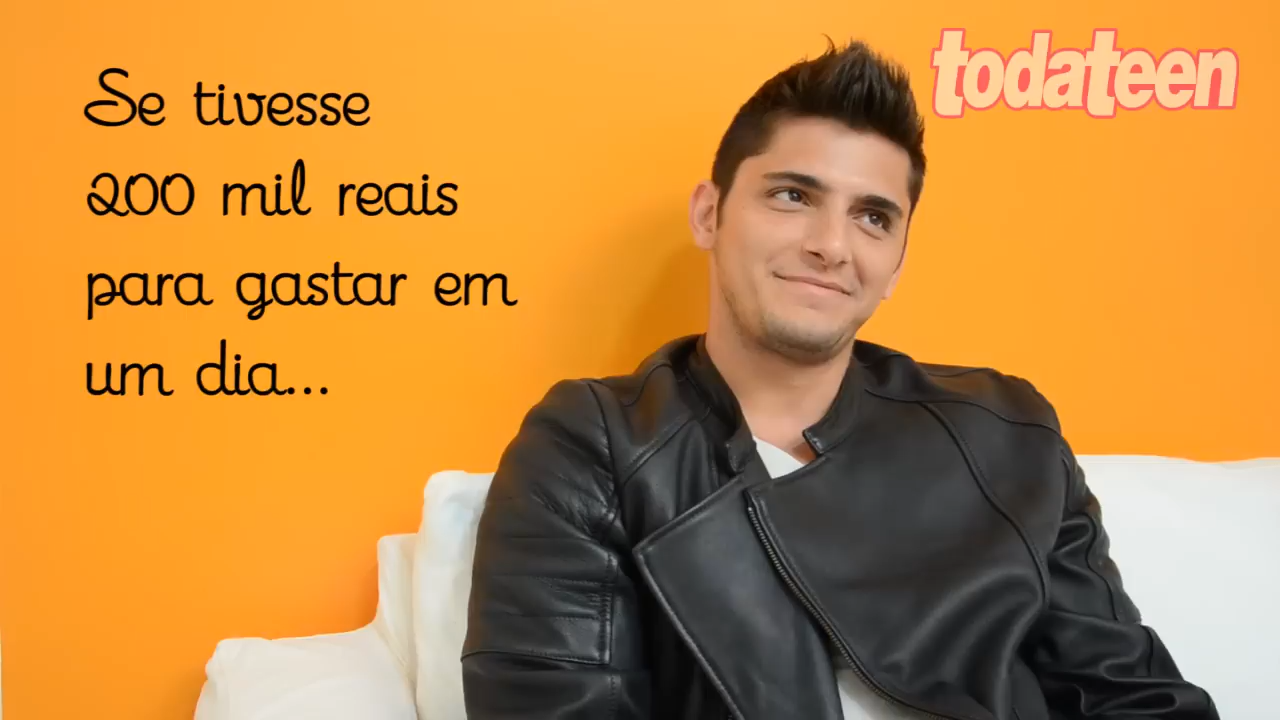 Se tivesse
200 mil reais
para gastar em
um dia...
todateen